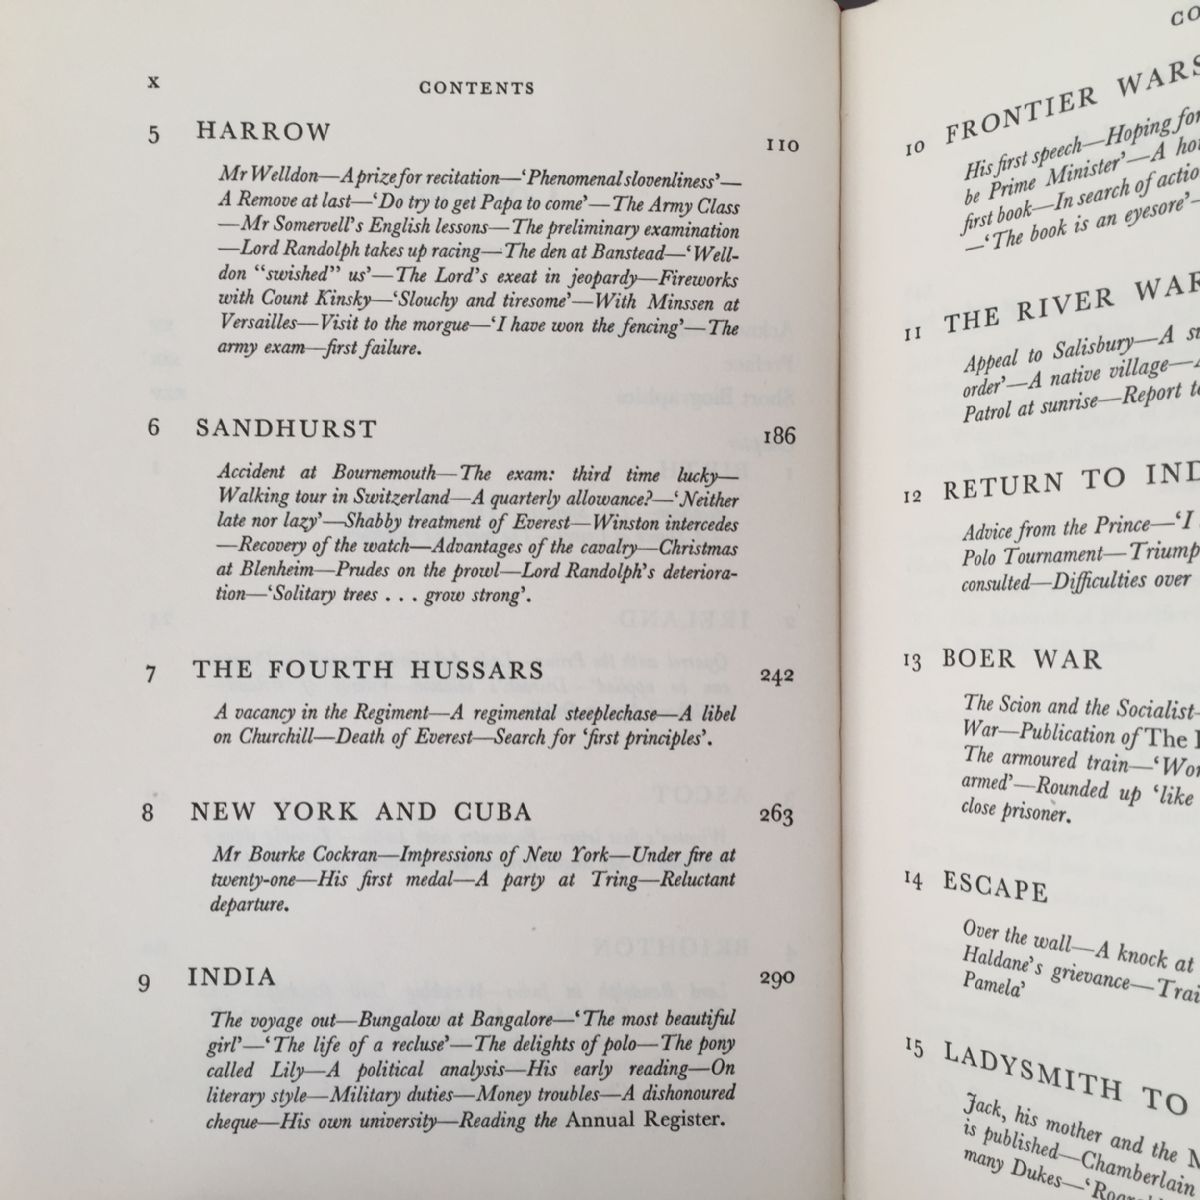 x
CONTENTS
5 HARROW 110
Mr Welldon—A prize for recitation—‘Phenomenal slovenliness’—
A Remove at last—‘Do try to get Papa to come’—The Army Class
—Mr Somervell’s English lessons—The preliminary examination
—Lord Randolph takes up racing—The den at Banstead—‘Well-
don “swished” us’—The Lord’s exeat in jeopardy—Fireworks
with Count Kinsky—‘Slouchy and tiresome’—With Minssen at
Versailles—Visit to the morgue—‘I have won the fencing’—The
army exam—first failure.
6 SANDHURST 186
Accident at Bournemouth—The exam: third time lucky—
Walking tour in Switzerland—A quarterly allowance?—‘Neither
late nor lazy’—Shabby treatment of Everest—Winston intercedes
—Recovery of the watch—Advantages of the cavalry—Christmas
at Blenheim—Prudes on the prowl—Lord Randolph’s deteriora-
tion—‘Solitary trees . . . grow strong’.
7 THE FOURTH HUSSARS 242
A vacancy in the Regiment—A regimental steeplechase—A libel
on Churchill—Death of Everest—Search for ‘first principles’.
8 NEW YORK AND CUBA 263
Mr Bourke Cockran—Impressions of New York—Under fire at
twenty-one—His first medal—A party at Tring—Reluctant
departure.
9 INDIA 290
The voyage out—Bungalow at Bangalore—‘The most beautiful
girl’—‘The life of a recluse’—The delights of polo—The pony
called Lily—A political analysis—His early reading—On
literary style—Military duties—Money troubles—A dishonoured
cheque—His own university—Reading the Annual Register.
CO
10 FRONTIER WARS
His first speech—Hoping for
be Prime Minister’—A ho
first book—In search of actio
—‘The book is an eyesore’—
11 THE RIVER WAR
Appeal to Salisbury—A s
order’—A native village—
Patrol at sunrise—Report t
12 RETURN TO IND
Advice from the Prince—‘I
Polo Tournament—Triump
consulted—Difficulties over
13 BOER WAR
The Scion and the Socialist—
War—Publication of The
The armoured train—‘Wo
armed’—Rounded up ‘like
close prisoner.
14 ESCAPE
Over the wall—A knock at
Haldane’s grievance—Trai
Pamela’
15 LADYSMITH TO
Jack, his mother and the
is published—Chamberlain
many Dukes—